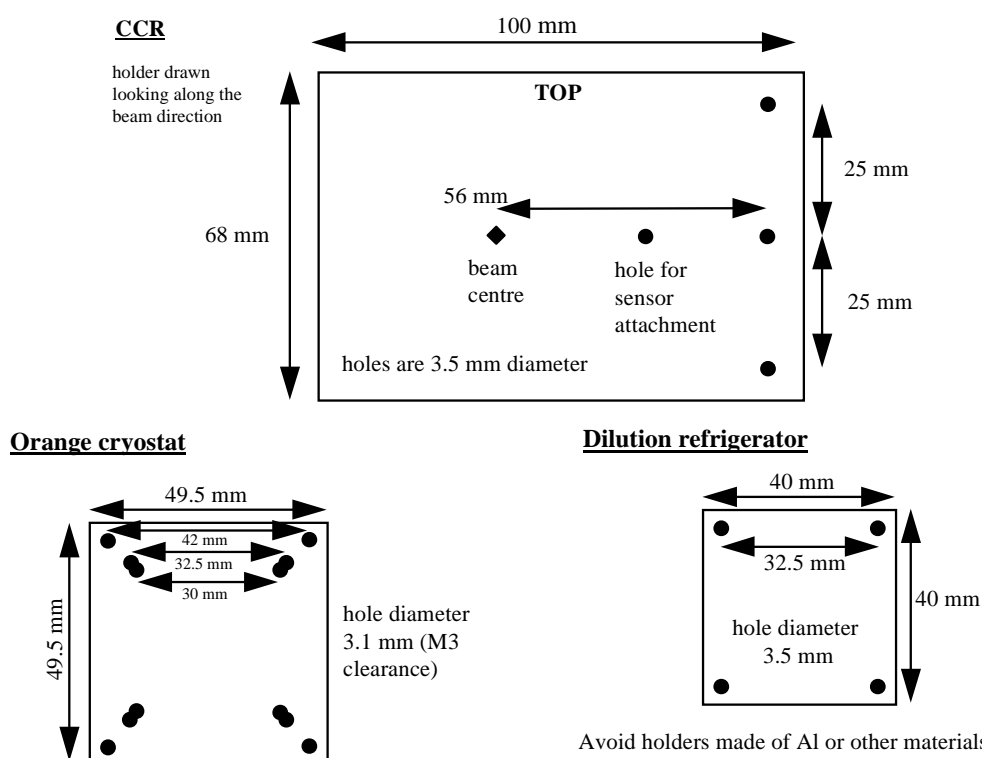 CCR
holder drawn
looking along the
beam direction
100 mm
TOP
25 mm
56 mm
68 mm
beam
centre
hole for
sensor
attachment
25 mm
holes are 3.5 mm diameter
Orange cryostat
49.5 mm
42 mm
32.5 mm
30 mm
49.5 mm
hole diameter
3.1 mm (M3
clearance)
Dilution refrigerator
40 mm
32.5 mm
40 mm
hole diameter
3.5 mm
Avoid holders made of Al or other materials